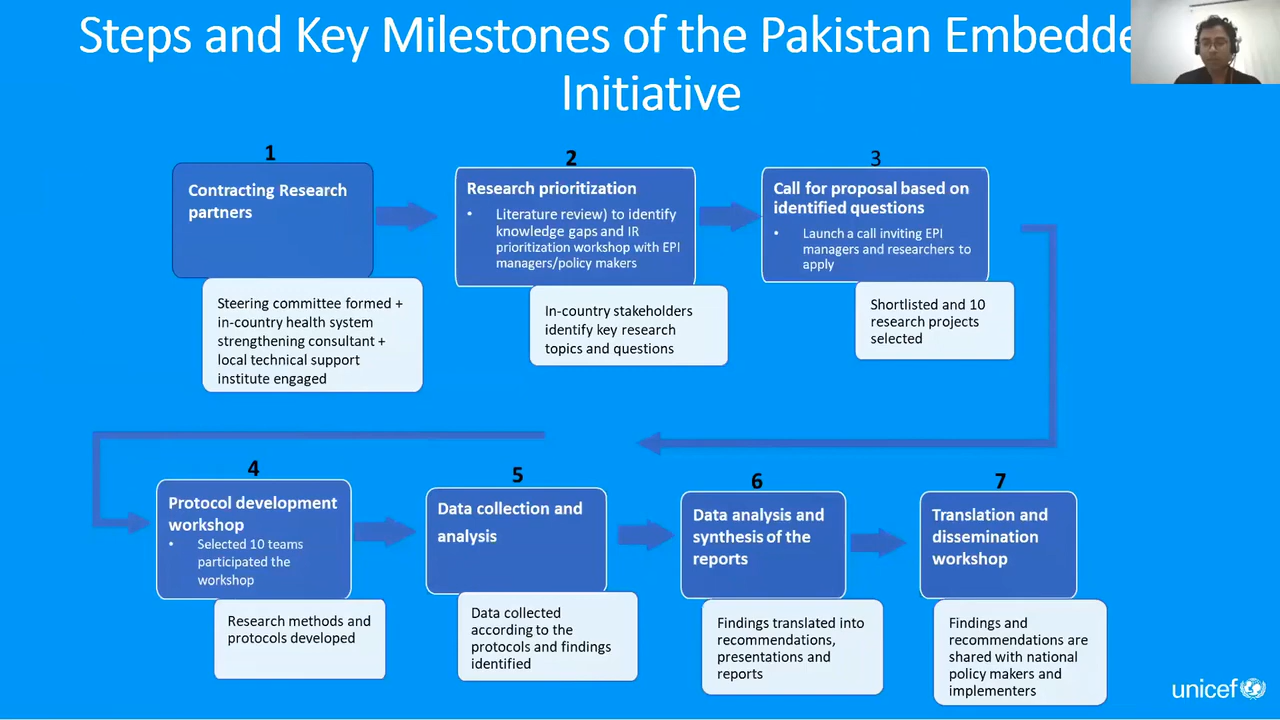 Steps and Key Milestones of the Pakistan
Initiative
1
Contracting Research
partners
Steering committee formed +
in-country health system
strengthening consultant +
local technical support
institute engaged
2
Research prioritization
• Literature review) to identify
knowledge gaps and IR
prioritization workshop with EPI
managers/policy makers
In-country stakeholders
identify key research
topics and questions
3
Call for proposal based on
identified questions
• Launch a call inviting EPI
managers and researchers to
apply
Shortlisted and 10
research projects
selected
4
Protocol development
workshop
• Selected 10 teams
participated the
workshop
Research methods and
protocols developed
5
Data collection and
analysis
Data collected
according to the
protocols and findings
identified
6
Data analysis and
synthesis of the
reports
Findings translated into
recommendations,
presentations and
reports
7
Translation and
dissemination
workshop
Findings and
recommendations are
shared with national
policy makers and
implementers
unicef